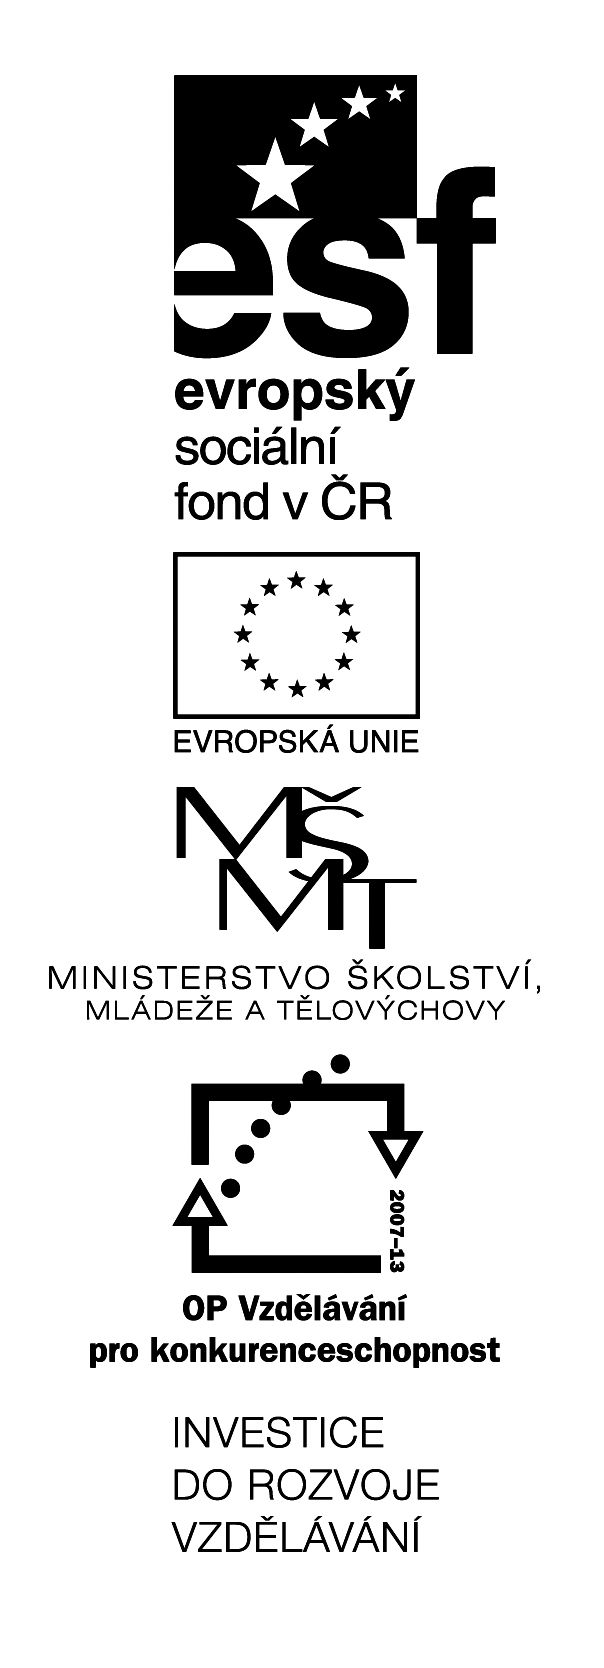 esf
evropský
sociální
fond v ČR
EVROPSKÁ UNIE
MŠMT
MINISTERSTVO ŠKOLSTVÍ,
MLÁDEŽE A TĚLOVÝCHOVY
2007-13
OP Vzdělávání
pro konkurenceschopnost
INVESTICE
DO ROZVOJE
VZDĚLÁVÁNÍ